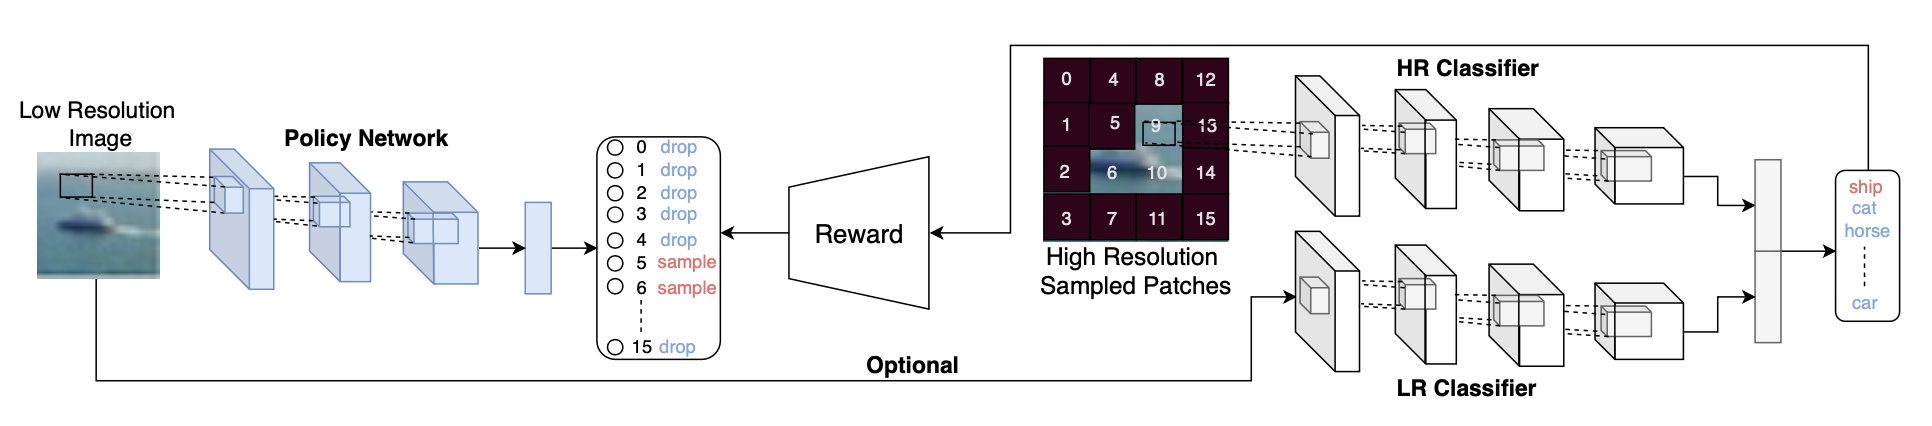 Low Resolution
Image
Policy Network
0 drop
1 drop
2 drop
3 drop
4 drop
5 sample
6 sample
15 drop
Reward
Optional
0 4 8 12
1 5 9 13
2 6 10 14
3 7 11 15
High Resolution
Sampled Patches
HR Classifier
LR Classifier
ship
cat
horse
car